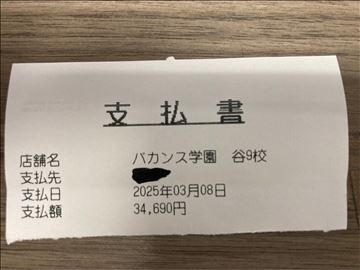 支払書
店舗名 バカンス学園 谷9校
支払先
支払日 2025年03月08日
支払額 34,690円